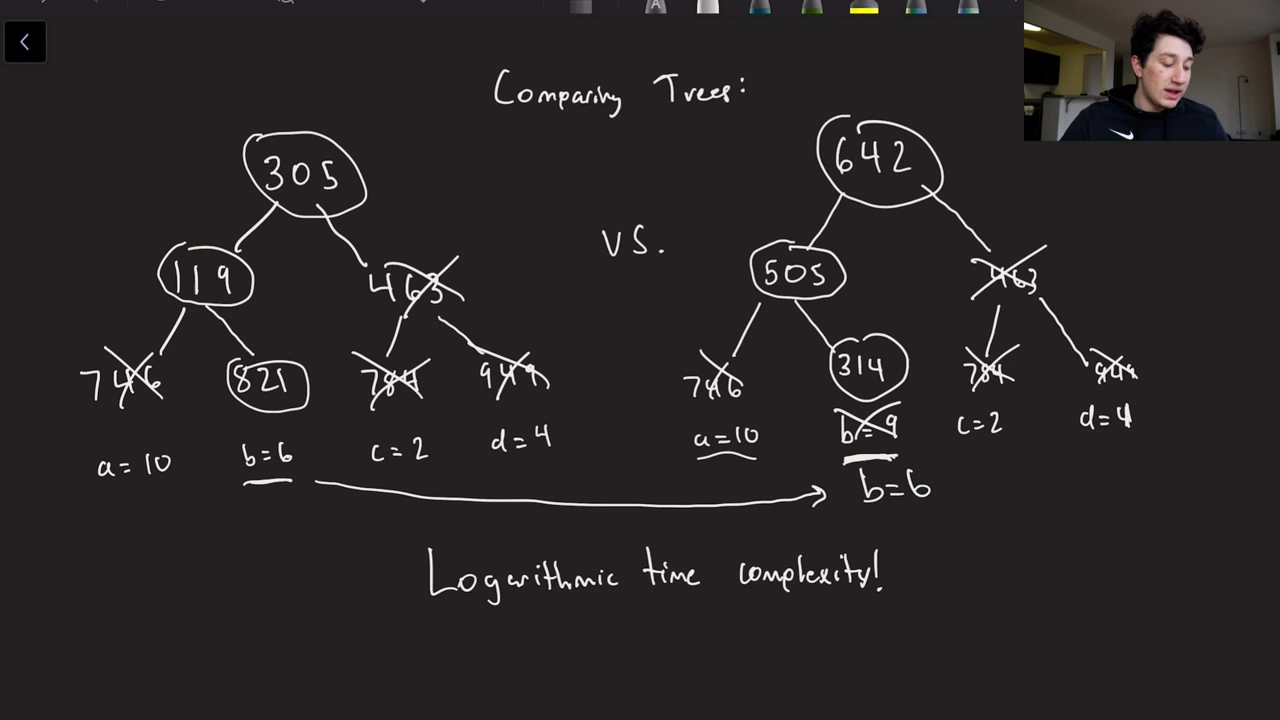 Comparing Trees:
305
642
vs.
119
463
505
463
746
821
784
949
746
314
784
949
a=10
b=6
c=2
d=4
a=10
b=9
c=2
d=4
b=6
Logarithmic time complexity!
A